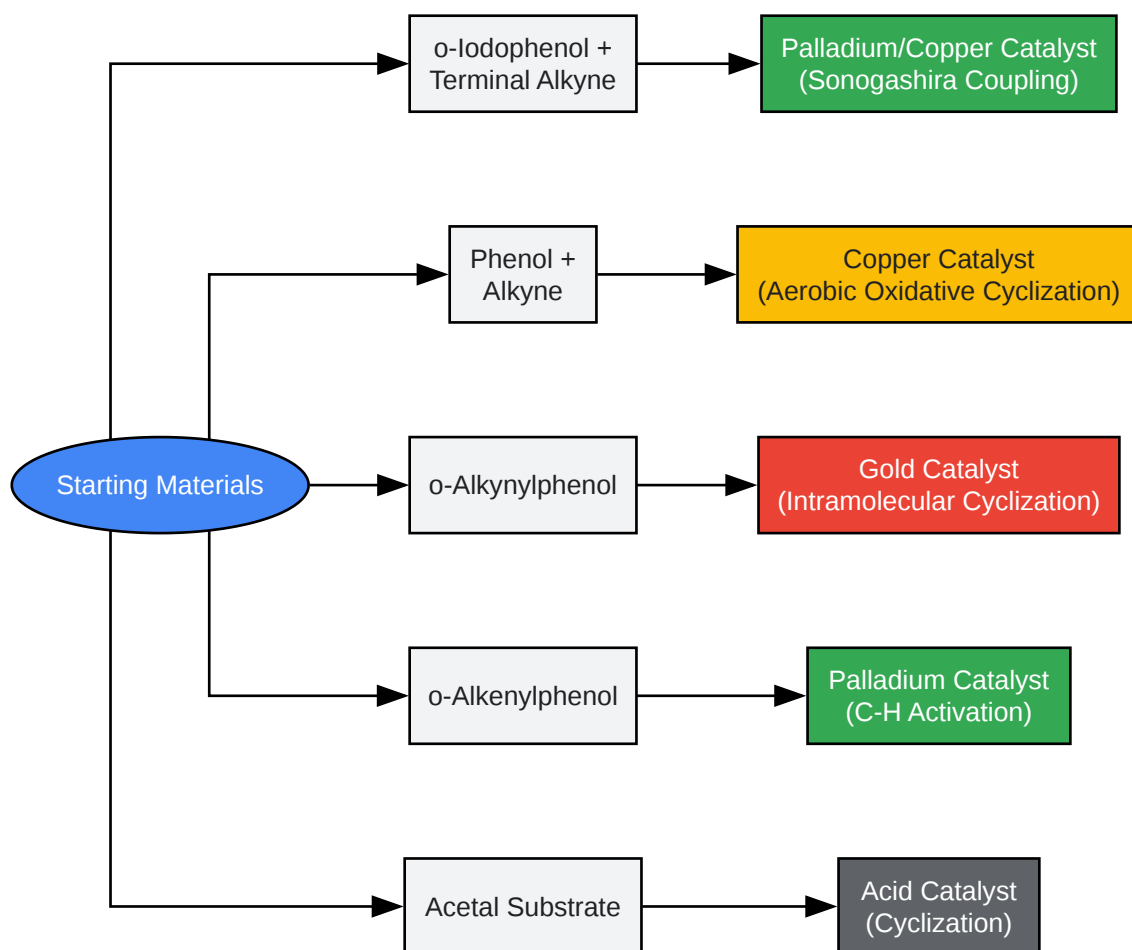 o-Iodophenol +
Terminal Alkyne
Palladium/Copper Catalyst
(Sonogashira Coupling)
Phenol +
Alkyne
Copper Catalyst
(Aerobic Oxidative Cyclization)
Starting Materials
o-Alkynylphenol
Gold Catalyst
(Intramolecular Cyclization)
o-Alkenylphenol
Palladium Catalyst
(C-H Activation)
Acetal Substrate
Acid Catalyst
(Cyclization)